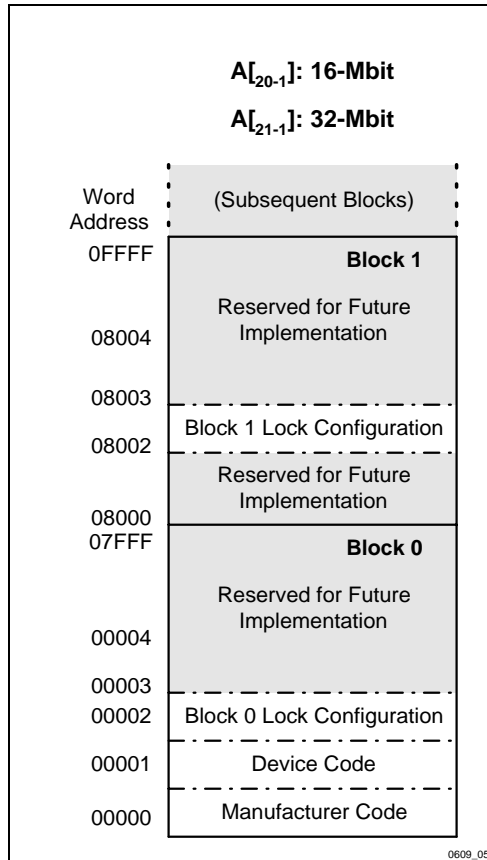 A[20-1]: 16-Mbit
A[21-1]: 32-Mbit
Word
Address
(Subsequent Blocks)
0FFFF
Block 1
Reserved for Future
Implementation
08004
08003
Block 1 Lock Configuration
08002
Reserved for Future
Implementation
08000
07FFF
Block 0
Reserved for Future
Implementation
00004
00003
00002
Block 0 Lock Configuration
00001
Device Code
00000
Manufacturer Code
0609_05